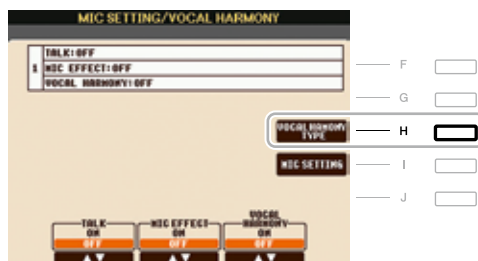 MIC SETTING/VOCAL HARMONY
TALK: OFF
1 MIC EFFECT: OFF
VOCAL HARMONY: OFF
F
G
VOCAL HARMONY TYPE
H
MIC SETTING
I
J
TALK
MIC EFFECT
VOCAL HARMONY
ON ON ON
OFF OFF OFF